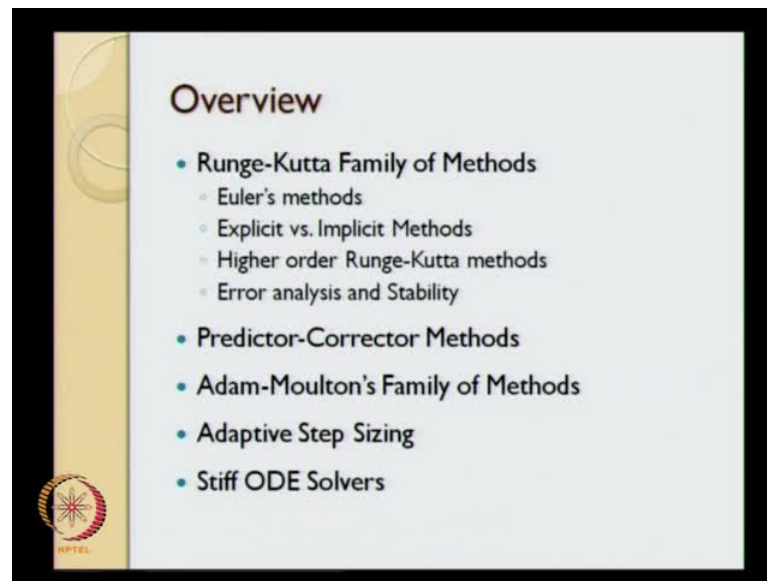 Overview
• Runge-Kutta Family of Methods
◦ Euler's methods
◦ Explicit vs. Implicit Methods
◦ Higher order Runge-Kutta methods
◦ Error analysis and Stability
• Predictor-Corrector Methods
• Adam-Moulton's Family of Methods
• Adaptive Step Sizing
• Stiff ODE Solvers
NPTEL